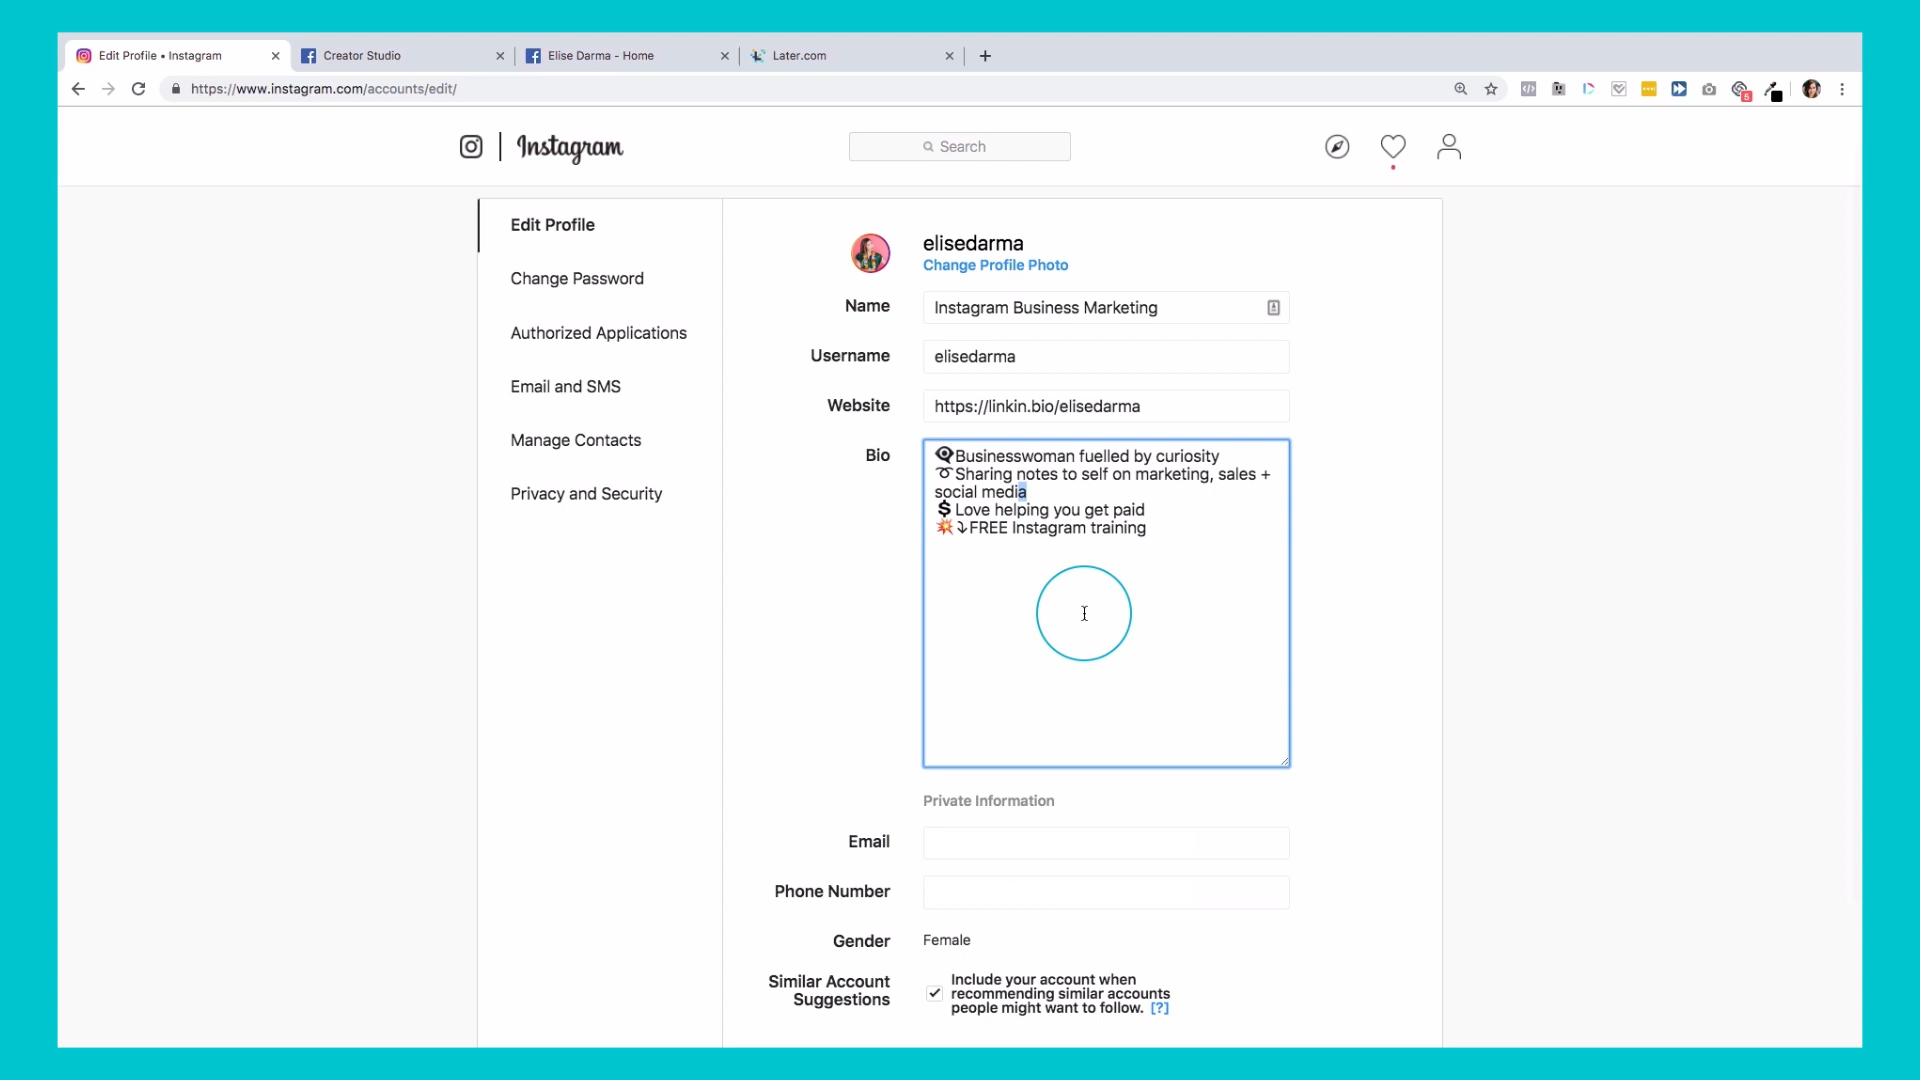 Edit Profile • Instagram
Creator Studio
Elise Darma - Home
Later.com
https://www.instagram.com/accounts/edit/
5
Instagram
Search
Edit Profile
Change Password
Authorized Applications
Email and SMS
Manage Contacts
Privacy and Security
elisedarma
Change Profile Photo
Name
Instagram Business Marketing
Username
elisedarma
Website
https://linkin.bio/elisedarma
Bio
👁‍🗨Businesswoman fuelled by curiosity
➰Sharing notes to self on marketing, sales +
social media
💲Love helping you get paid
💥⤵FREE Instagram training
Private Information
Email
Phone Number
Gender
Female
Similar Account
Suggestions
Include your account when
recommending similar accounts
people might want to follow. [?]